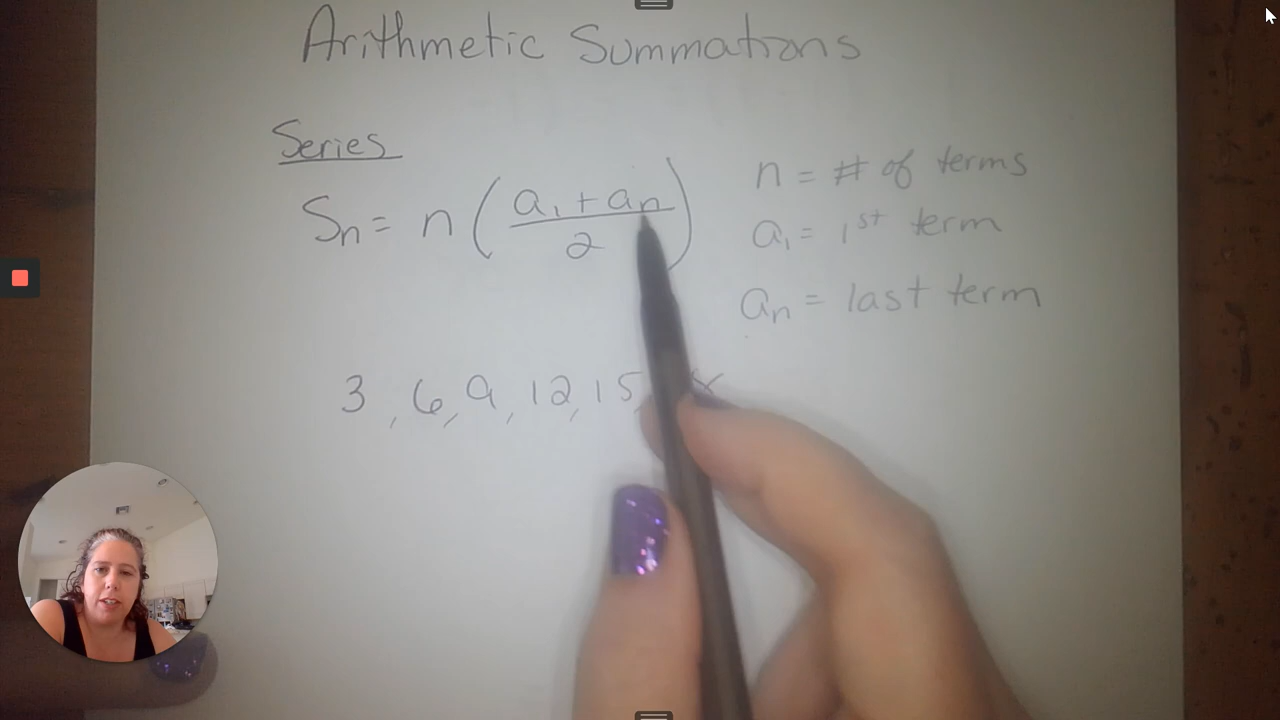 Arithmetic Summations
Series
Sₙ = n ( a₁ + aₙ / 2 )
n = # of terms
a₁ = 1ˢᵗ term
aₙ = last term
3, 6, 9, 12, 15